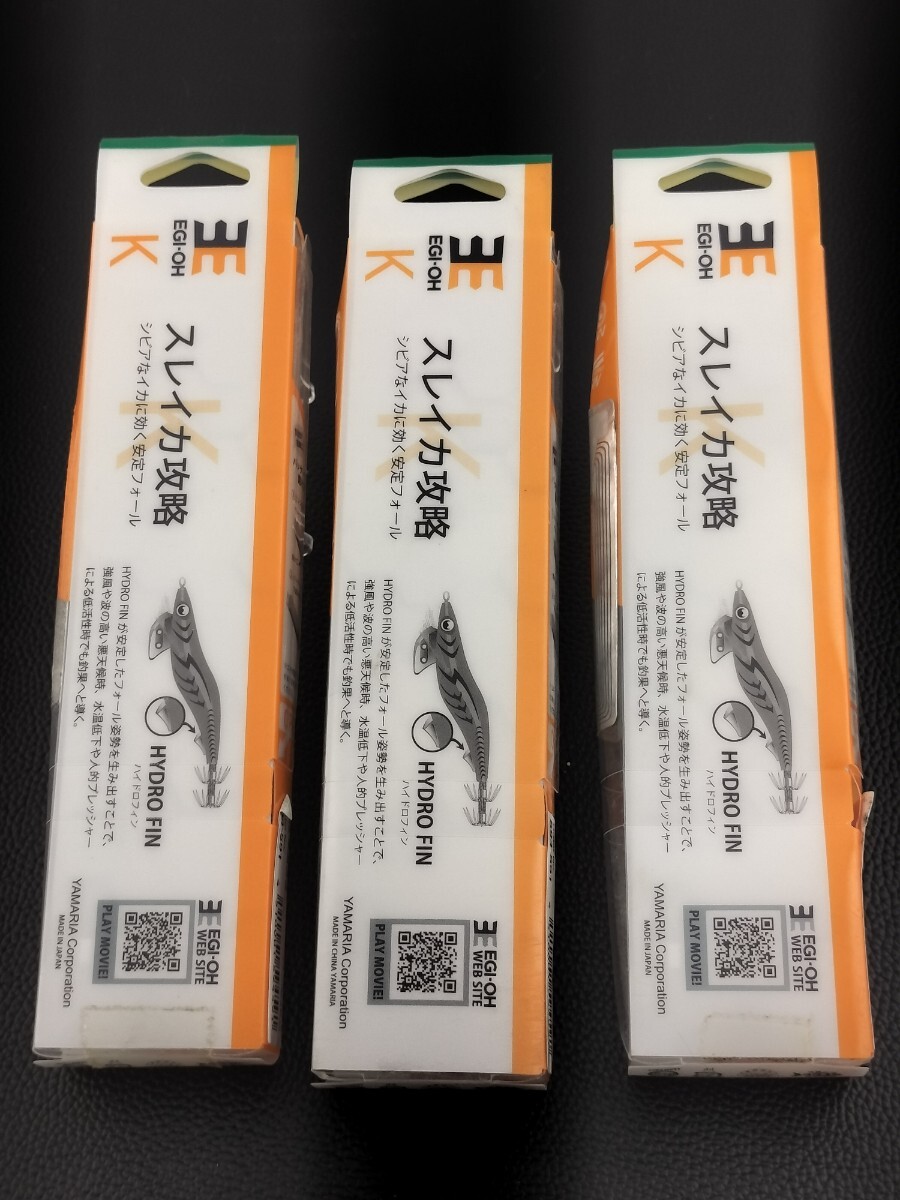 EGI-OH
K
スレイカ攻略
シビアなイカに効く安定フォール
HYDRO FIN
ハイドロフィン
HYDRO FINが安定したフォール姿勢を生み出すことで、
強風や波の高い悪天候時、水温低下や人的プレッシャー
による低活性時でも釣果へと導く。
EGI-OH
WEB SITE
PLAY MOVIE!
YAMARIA Corporation
MADE IN JAPAN
EGI-OH
K
スレイカ攻略
シビアなイカに効く安定フォール
HYDRO FIN
ハイドロフィン
HYDRO FINが安定したフォール姿勢を生み出すことで、
強風や波の高い悪天候時、水温低下や人的プレッシャー
による低活性時でも釣果へと導く。
EGI-OH
WEB SITE
PLAY MOVIE!
YAMARIA Corporation
MADE IN CHINA YAMARIA
EGI-OH
K
スレイカ攻略
シビアなイカに効く安定フォール
HYDRO FIN
ハイドロフィン
HYDRO FINが安定したフォール姿勢を生み出すことで、
強風や波の高い悪天候時、水温低下や人的プレッシャー
による低活性時でも釣果へと導く。
EGI-OH
WEB SITE
PLAY MOVIE!
YAMARIA Corporation
MADE IN JAPAN